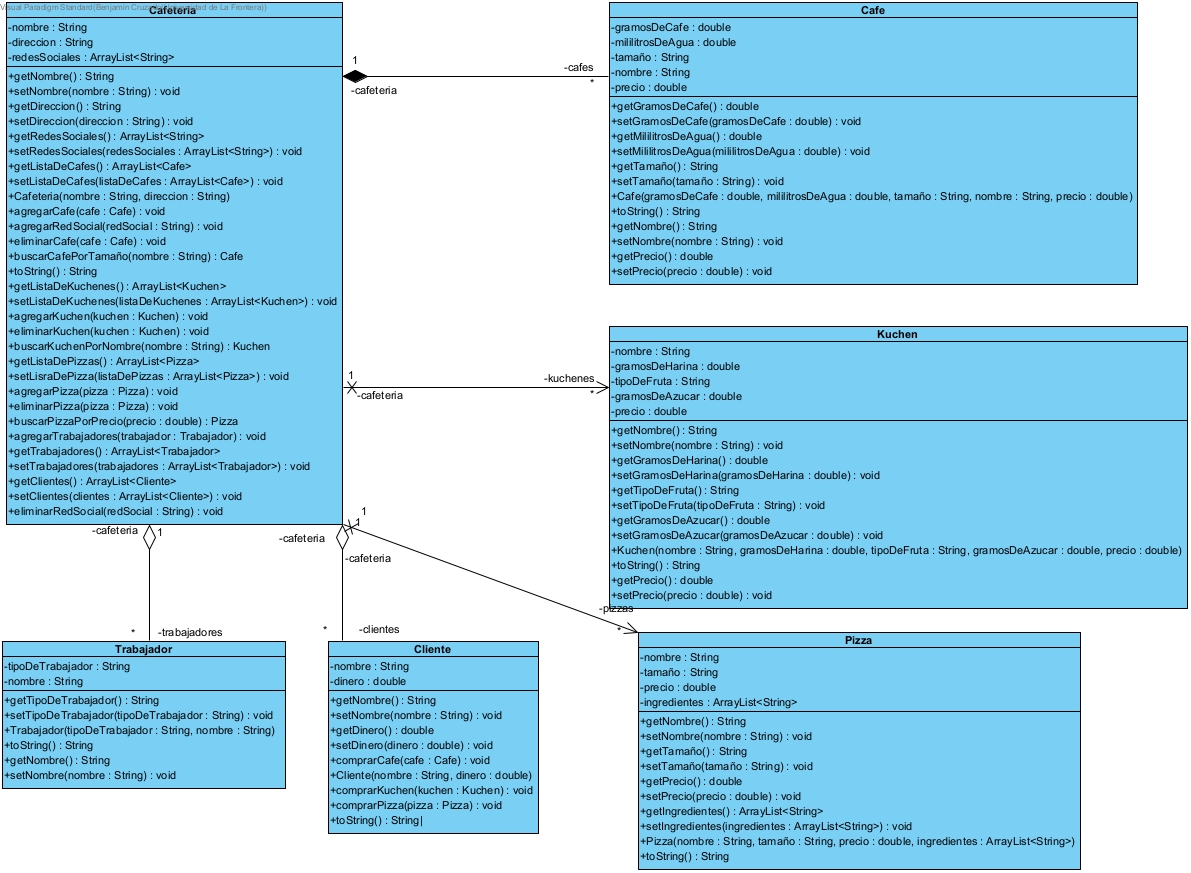 Visual Paradigm Standard(Benjamin Cruz(Universidad de La Frontera))
Cafeteria
-nombre : String
-direccion : String
-redesSociales : ArrayList<String>
+getNombre() : String
+setNombre(nombre : String) : void
+getDireccion() : String
+setDireccion(direccion : String) : void
+getRedesSociales() : ArrayList<String>
+setRedesSociales(redesSociales : ArrayList<String>) : void
+getListaDeCafes() : ArrayList<Cafe>
+setListaDeCafes(listaDeCafes : ArrayList<Cafe>) : void
+Cafeteria(nombre : String, direccion : String)
+agregarCafe(cafe : Cafe) : void
+agregarRedSocial(redSocial : String) : void
+eliminarCafe(cafe : Cafe) : void
+buscarCafePorTamaño(nombre : String) : Cafe
+toString() : String
+getListaDeKuchenes() : ArrayList<Kuchen>
+setListaDeKuchenes(listaDeKuchenes : ArrayList<Kuchen>) : void
+agregarKuchen(kuchen : Kuchen) : void
+eliminarKuchen(kuchen : Kuchen) : void
+buscarKuchenPorNombre(nombre : String) : Kuchen
+getListaDePizzas() : ArrayList<Pizza>
+setLisraDePizza(listaDePizzas : ArrayList<Pizza>) : void
+agregarPizza(pizza : Pizza) : void
+eliminarPizza(pizza : Pizza) : void
+buscarPizzaPorPrecio(precio : double) : Pizza
+agregarTrabajadores(trabajador : Trabajador) : void
+getTrabajadores() : ArrayList<Trabajador>
+setTrabajadores(trabajadores : ArrayList<Trabajador>) : void
+getClientes() : ArrayList<Cliente>
+setClientes(clientes : ArrayList<Cliente>) : void
+eliminarRedSocial(redSocial : String) : void
1
-cafeteria
-cafes
*
Cafe
-gramosDeCafe : double
-mililitrosDeAgua : double
-tamaño : String
-nombre : String
-precio : double
+getGramosDeCafe() : double
+setGramosDeCafe(gramosDeCafe : double) : void
+getMililitrosDeAgua() : double
+setMililitrosDeAgua(mililitrosDeAgua : double) : void
+getTamaño() : String
+setTamaño(tamaño : String) : void
+Cafe(gramosDeCafe : double, mililitrosDeAgua : double, tamaño : String, nombre : String, precio : double)
+toString() : String
+getNombre() : String
+setNombre(nombre : String) : void
+getPrecio() : double
+setPrecio(precio : double) : void
1
-cafeteria
-kuchenes
*
Kuchen
-nombre : String
-gramosDeHarina : double
-tipoDeFruta : String
-gramosDeAzucar : double
-precio : double
+getNombre() : String
+setNombre(nombre : String) : void
+getGramosDeHarina() : double
+setGramosDeHarina(gramosDeHarina : double) : void
+getTipoDeFruta() : String
+setTipoDeFruta(tipoDeFruta : String) : void
+getGramosDeAzucar() : double
+setGramosDeAzucar(gramosDeAzucar : double) : void
+Kuchen(nombre : String, gramosDeHarina : double, tipoDeFruta : String, gramosDeAzucar : double, precio : double)
+toString() : String
+getPrecio() : double
+setPrecio(precio : double) : void
-cafeteria
1
*
-trabajadores
-cafeteria
1
*
-clientes
1
-cafeteria
-pizzas
*
Trabajador
-tipoDeTrabajador : String
-nombre : String
+getTipoDeTrabajador() : String
+setTipoDeTrabajador(tipoDeTrabajador : String) : void
+Trabajador(tipoDeTrabajador : String, nombre : String)
+toString() : String
+getNombre() : String
+setNombre(nombre : String) : void
Cliente
-nombre : String
-dinero : double
+getNombre() : String
+setNombre(nombre : String) : void
+getDinero() : double
+setDinero(dinero : double) : void
+comprarCafe(cafe : Cafe) : void
+Cliente(nombre : String, dinero : double)
+comprarKuchen(kuchen : Kuchen) : void
+comprarPizza(pizza : Pizza) : void
+toString() : String
Pizza
-nombre : String
-tamaño : String
-precio : double
-ingredientes : ArrayList<String>
+getNombre() : String
+setNombre(nombre : String) : void
+getTamaño() : String
+setTamaño(tamaño : String) : void
+getPrecio() : double
+setPrecio(precio : double) : void
+getIngredientes() : ArrayList<String>
+setIngredientes(ingredientes : ArrayList<String>) : void
+Pizza(nombre : String, tamaño : String, precio : double, ingredientes : ArrayList<String>)
+toString() : String